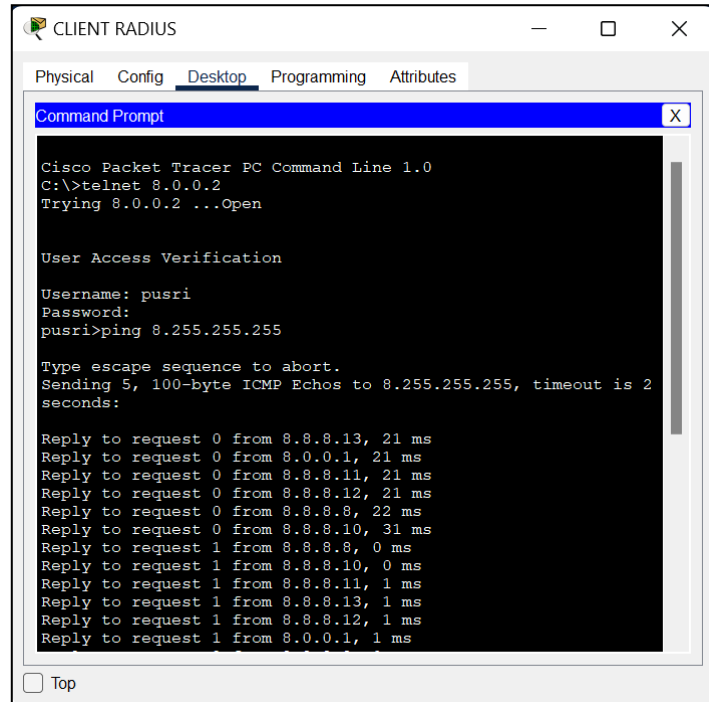 CLIENT RADIUS
Physical Config Desktop Programming Attributes
Command Prompt
X
Cisco Packet Tracer PC Command Line 1.0
C:\>telnet 8.0.0.2
Trying 8.0.0.2 ...Open
User Access Verification
Username: pusri
Password:
pusri>ping 8.255.255.255
Type escape sequence to abort.
Sending 5, 100-byte ICMP Echos to 8.255.255.255, timeout is 2
seconds:
Reply to request 0 from 8.8.8.13, 21 ms
Reply to request 0 from 8.0.0.1, 21 ms
Reply to request 0 from 8.8.8.11, 21 ms
Reply to request 0 from 8.8.8.12, 21 ms
Reply to request 0 from 8.8.8.8, 22 ms
Reply to request 0 from 8.8.8.10, 31 ms
Reply to request 1 from 8.8.8.8, 0 ms
Reply to request 1 from 8.8.8.10, 0 ms
Reply to request 1 from 8.8.8.11, 1 ms
Reply to request 1 from 8.8.8.13, 1 ms
Reply to request 1 from 8.8.8.12, 1 ms
Reply to request 1 from 8.0.0.1, 1 ms
Top